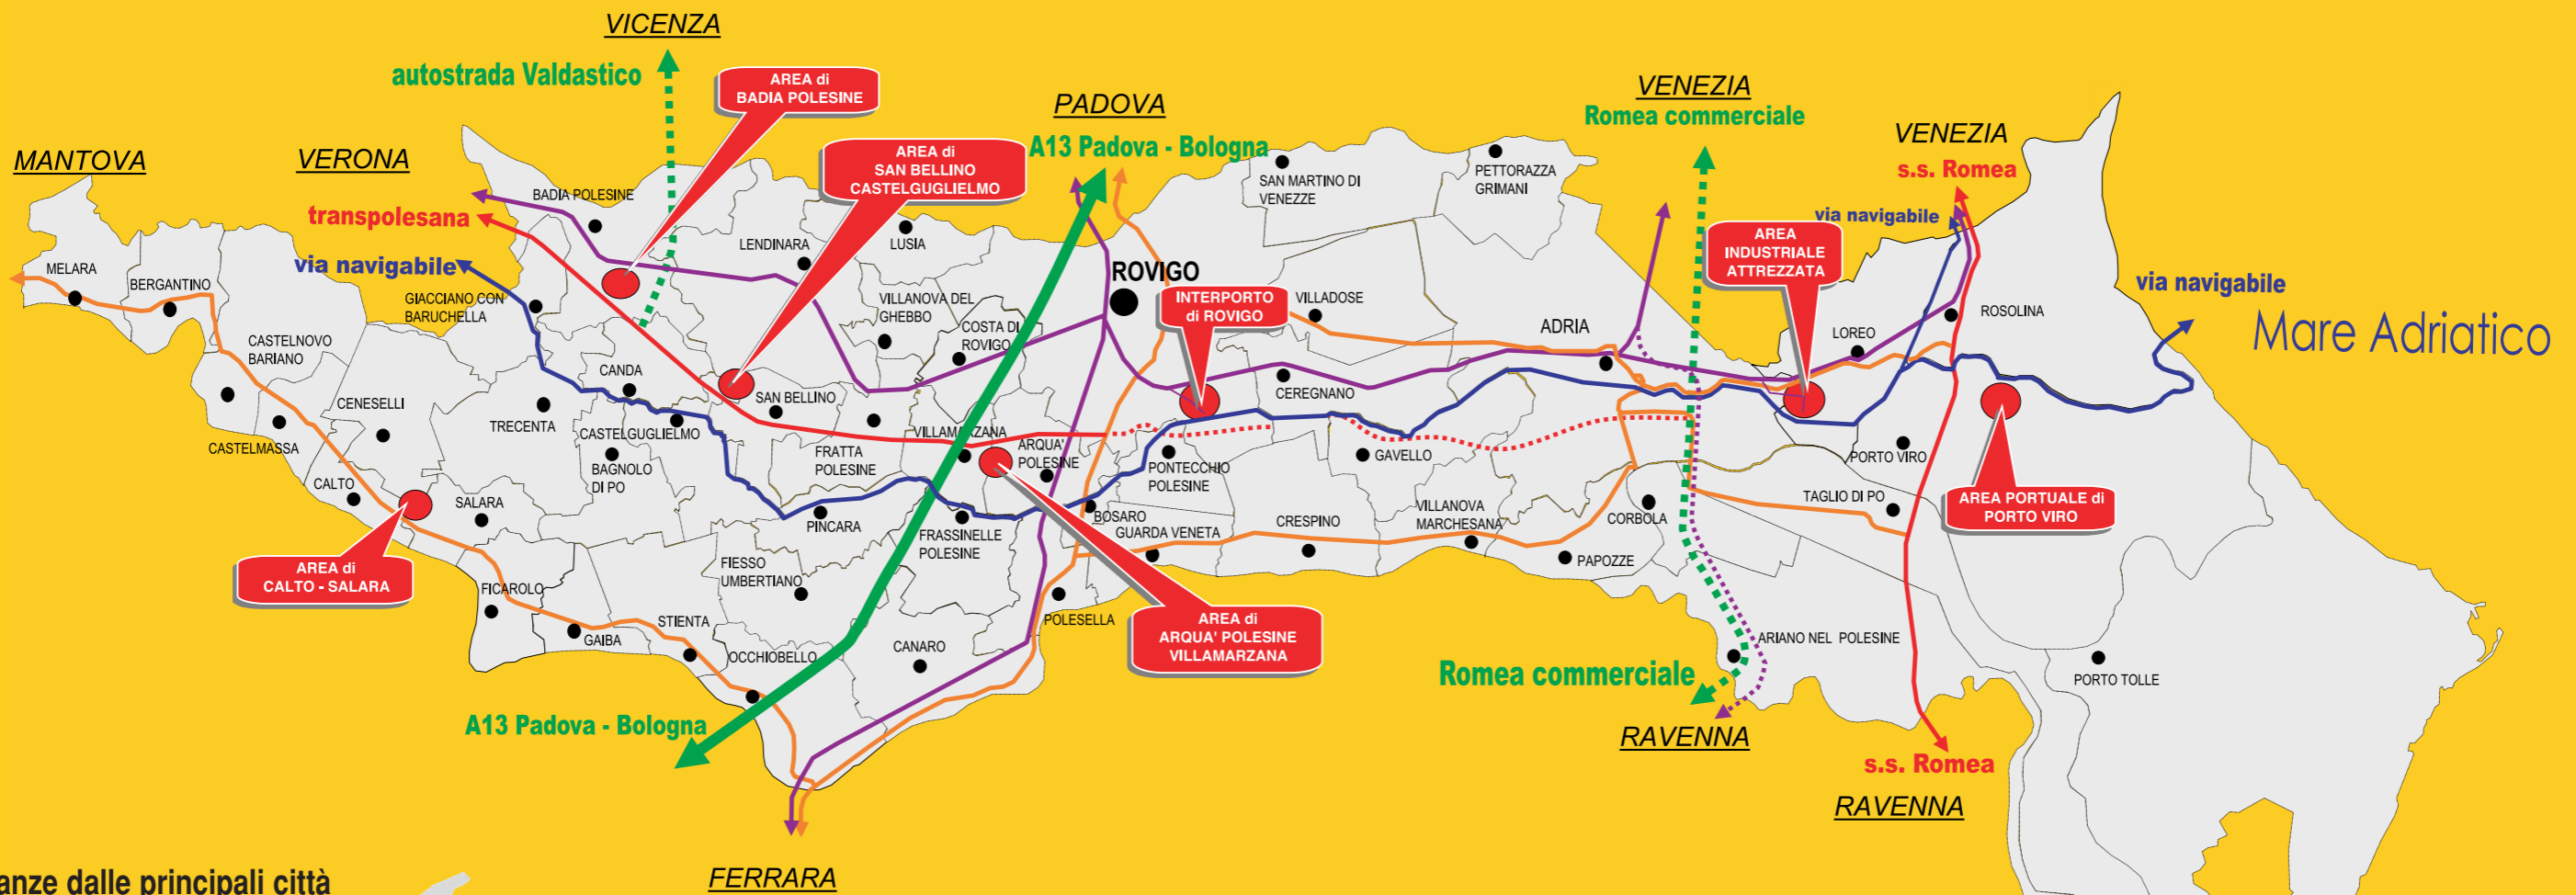 VICENZA
autostrada Valdastico
AREA di
BADIA POLESINE
PADOVA
A13 Padova - Bologna
VENEZIA
Romea commerciale
VENEZIA
s.s. Romea
via navigabile
MANTOVA
VERONA
AREA di
SAN BELLINO
CASTELGUGLIELMO
BADIA POLESINE
transpolesana
via navigabile
LENDINARA
LUSIA
SAN MARTINO DI
VENEZZE
PETTORAZZA
GRIMANI
AREA
INDUSTRIALE
ATTREZZATA
via navigabile
Mare Adriatico
MELARA
BERGANTINO
GIACCIANO CON
BARUCHELLA
VILLANOVA DEL
GHEBBO
COSTA DI
ROVIGO
ROVIGO
INTERPORTO
di ROVIGO
VILLADOSE
ADRIA
LOREO
ROSOLINA
CASTELNOVO
BARIANO
CENESELLI
CANDA
TRECENTA
SAN BELLINO
CEREGNANO
CASTELMASSA
CASTELGUGLIELMO
BAGNOLO
DI PO
FRATTA
POLESINE
VILLAMARZANA
ARQUA'
POLESINE
PONTECCHIO
POLESINE
GAVELLO
PORTO VIRO
CALTO
SALARA
PINCARA
FRASSINELLE
POLESINE
BOSARO
GUARDA VENETA
CRESPINO
VILLANOVA
MARCHESANA
CORBOLA
TAGLIO DI PO
AREA PORTUALE di
PORTO VIRO
AREA di
CALTO - SALARA
FICAROLO
FIESSO
UMBERTIANO
PAPOZZE
GAIBA
STIENTA
OCCHIOBELLO
CANARO
POLESELLA
AREA di
ARQUA' POLESINE
VILLAMARZANA
ARIANO NEL POLESINE
PORTO TOLLE
Romea commerciale
A13 Padova - Bologna
RAVENNA
s.s. Romea
RAVENNA
FERRARA
anze dalle principali città